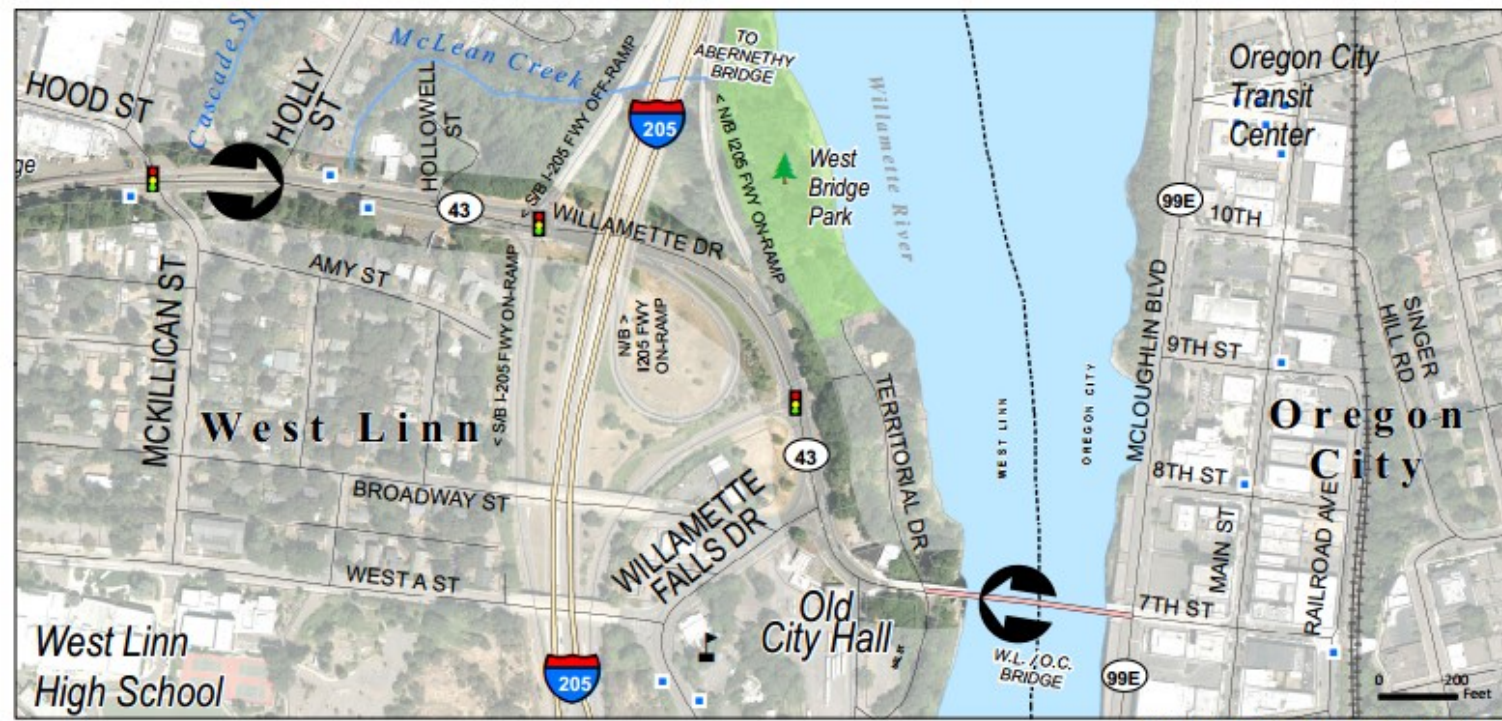 HOOD ST
Cascade
HOLLY
ST
McLean Creek
HOLLOWELL
ST
< S/B I-205 FWY OFF-RAMP
205
TO
ABERNETHY
BRIDGE
< N/B I205 FWY ON-RAMP
West
Bridge
Park
Willamette River
Oregon City
Transit
Center
99E
10TH
43
WILLAMETTE DR
MCKILLICAN ST
AMY ST
N/B >
I205 FWY
ON-RAMP
< S/B I-205 FWY ON-RAMP
West Linn
TERRITORIAL DR
WEST LINN
OREGON CITY
MCLOUGHLIN BLVD
9TH ST
SINGER
HILL RD
Oregon
City
8TH ST
MAIN ST
RAILROAD AVE
43
BROADWAY ST
WILLAMETTE
FALLS DR
WEST A ST
Old
City Hall
7TH ST
W.L. / O.C.
BRIDGE
99E
West Linn
High School
205
0 200
Feet